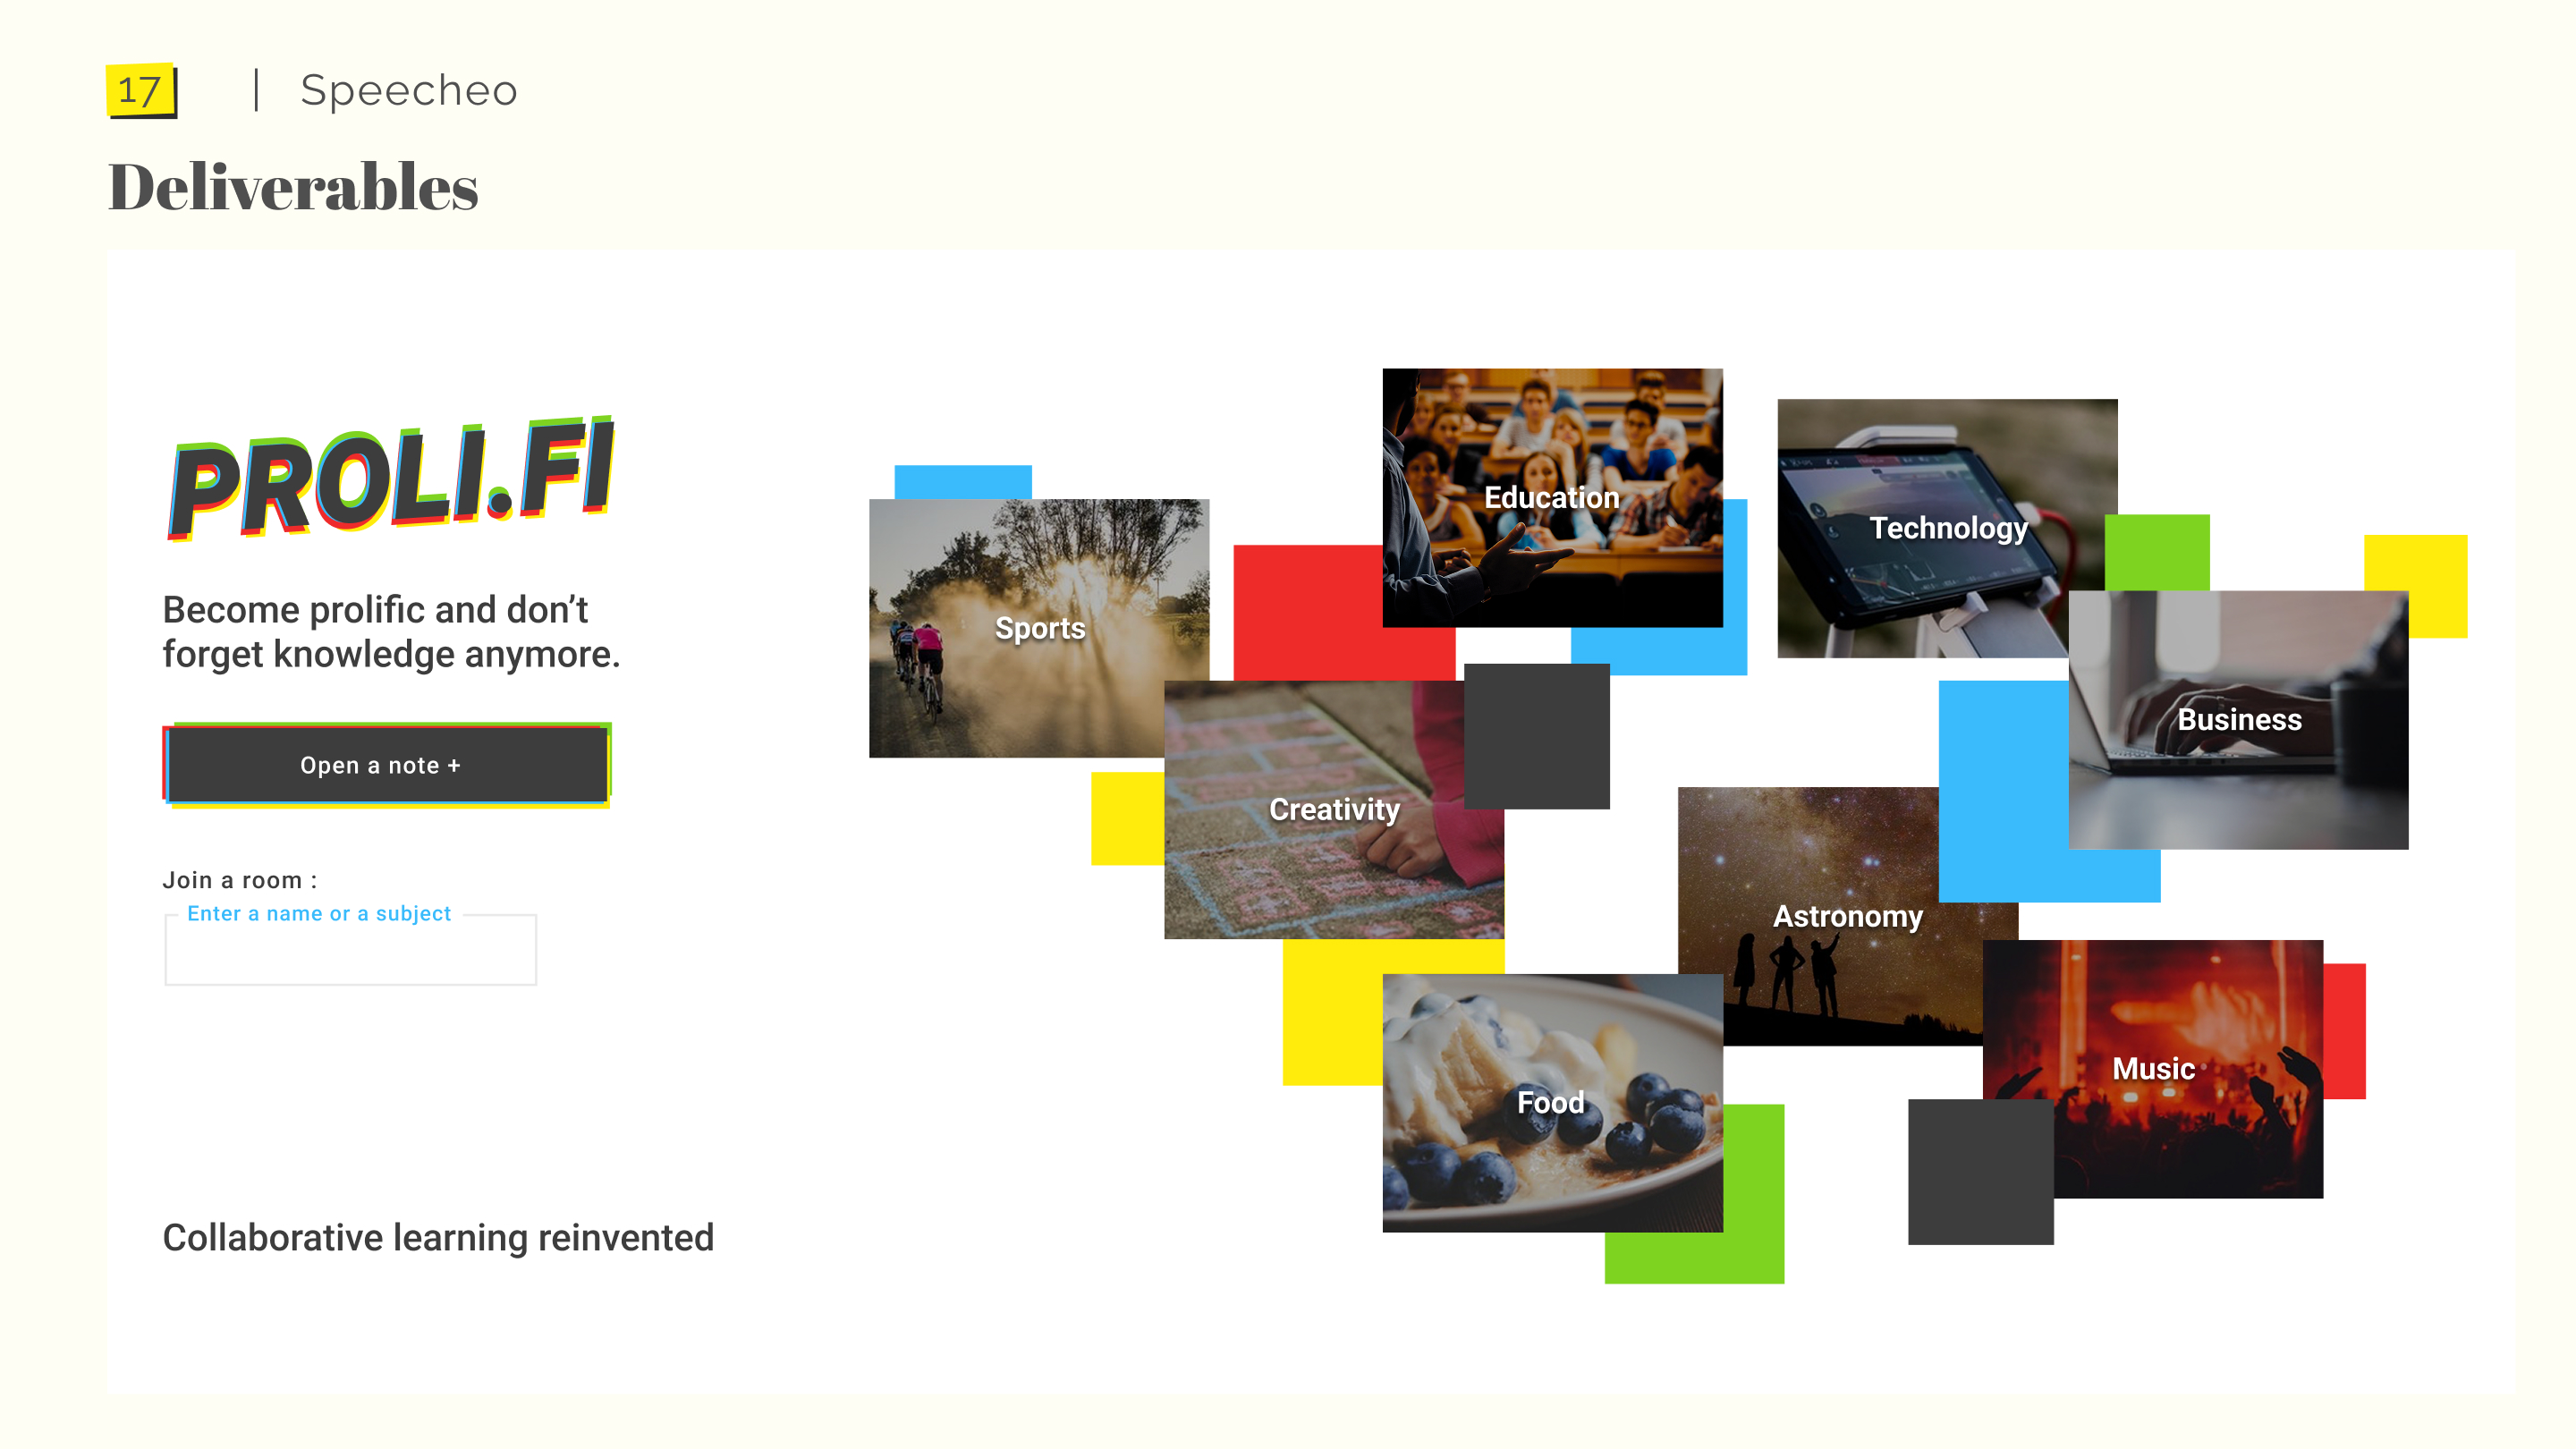 17 | Speecheo
Deliverables
PROLI.FI
Become prolific and don’t
forget knowledge anymore.
Open a note +
Join a room :
Enter a name or a subject
Collaborative learning reinvented
Education
Technology
Sports
Business
Creativity
Astronomy
Music
Food